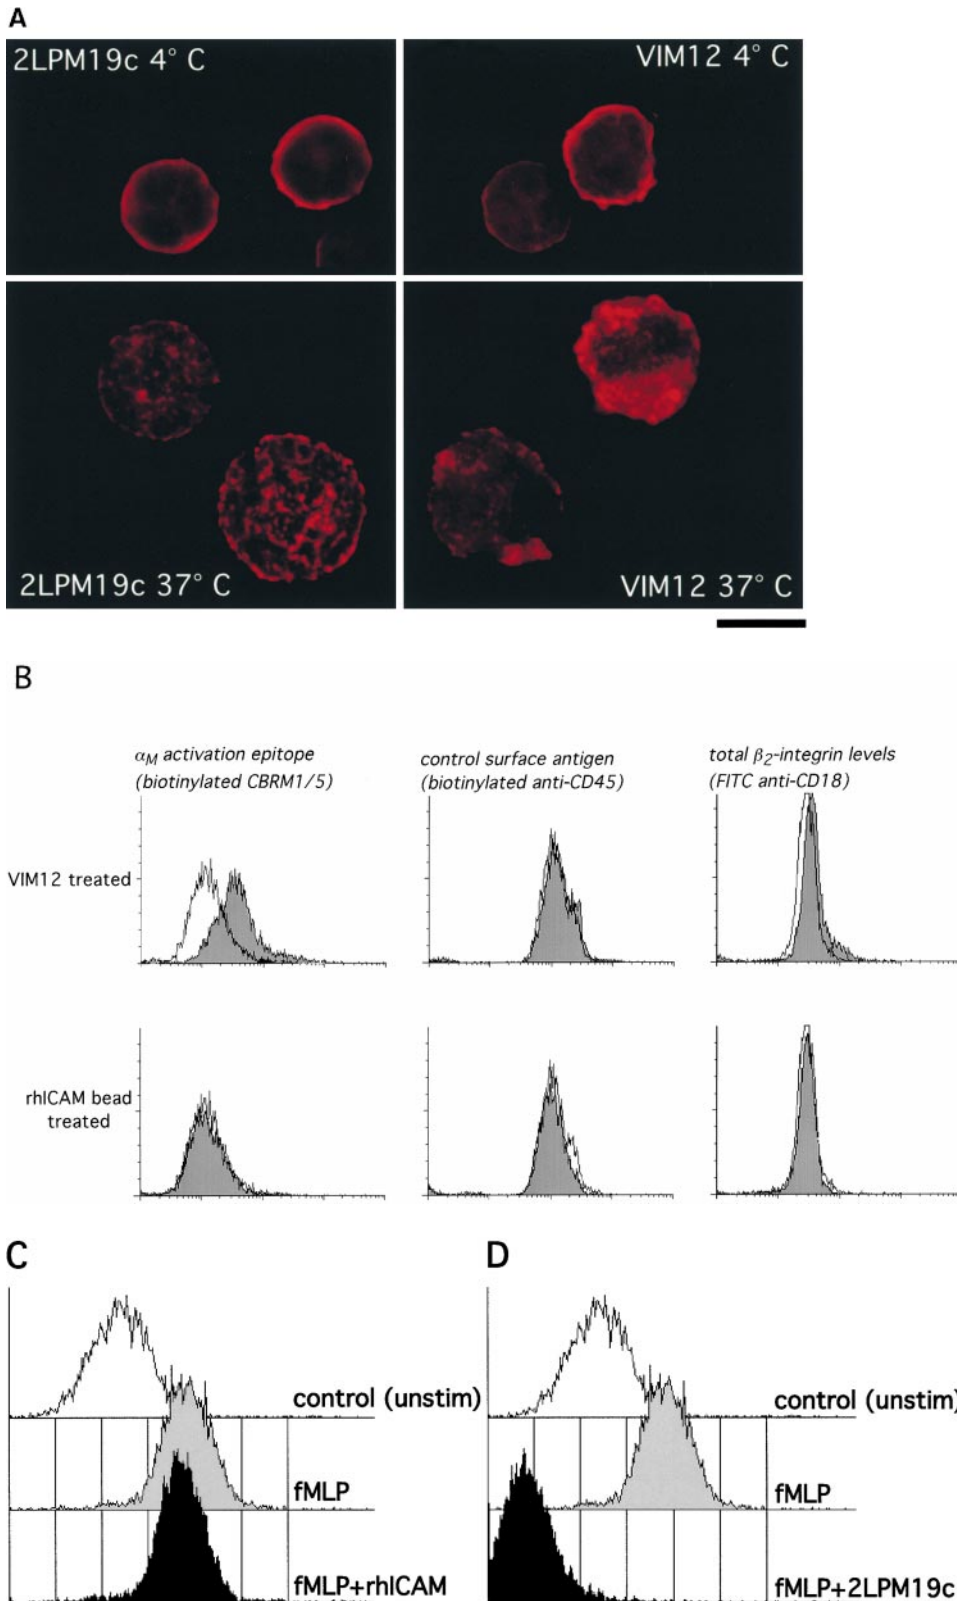 A
2LPM19c 4° C
VIM12 4° C
2LPM19c 37° C
VIM12 37° C
B
αM activation epitope
(biotinylated CBRM1/5)
control surface antigen
(biotinylated anti-CD45)
total β2-integrin levels
(FITC anti-CD18)
VIM12 treated
rhICAM bead
treated
C
D
control (unstim)
fMLP
fMLP+rhICAM
control (unstim)
fMLP
fMLP+2LPM19c